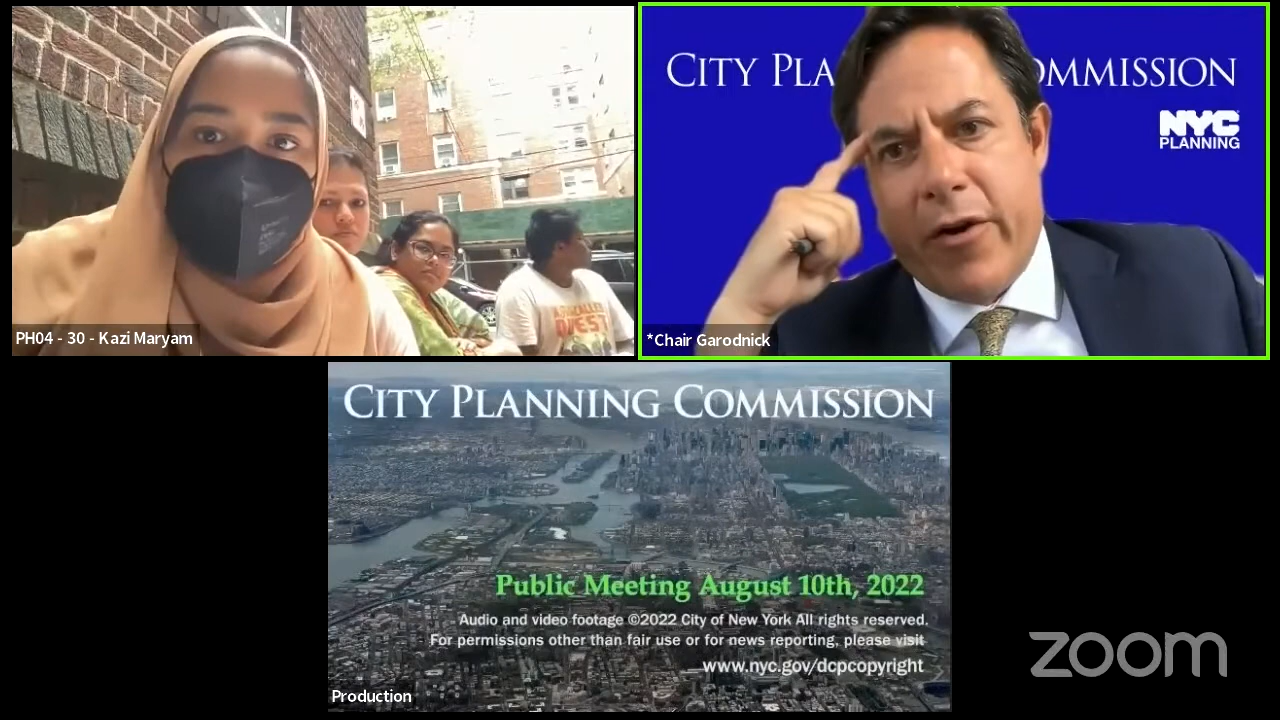 CITY PLA OMMISSION
NYC
PLANNING
QUEST
PH04 - 30 - Kazi Maryam
*Chair Garodnick
CITY PLANNING COMMISSION
Public Meeting August 10th, 2022
Audio and video footage ©2022 City of New York All rights reserved.
For permissions other than fair use or for news reporting, please visit
www.nyc.gov/dcpcopyright
Production
zoom